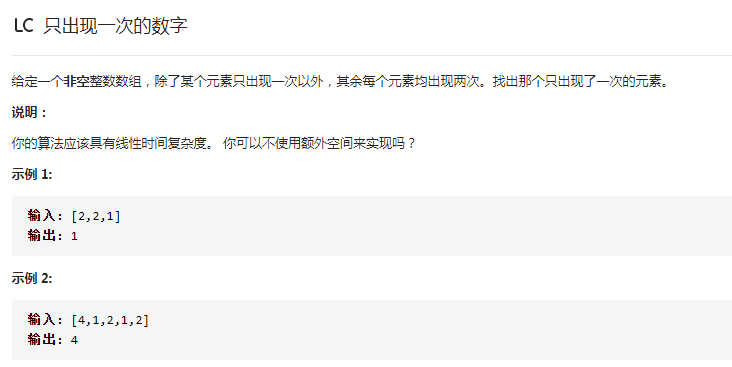 LC 只出现一次的数字
给定一个非空整数数组，除了某个元素只出现一次以外，其余每个元素均出现两次。找出那个只出现了一次的元素。
说明：
你的算法应该具有线性时间复杂度。 你可以不使用额外空间来实现吗？
示例 1:
输入: [2,2,1]
输出: 1
示例 2:
输入: [4,1,2,1,2]
输出: 4